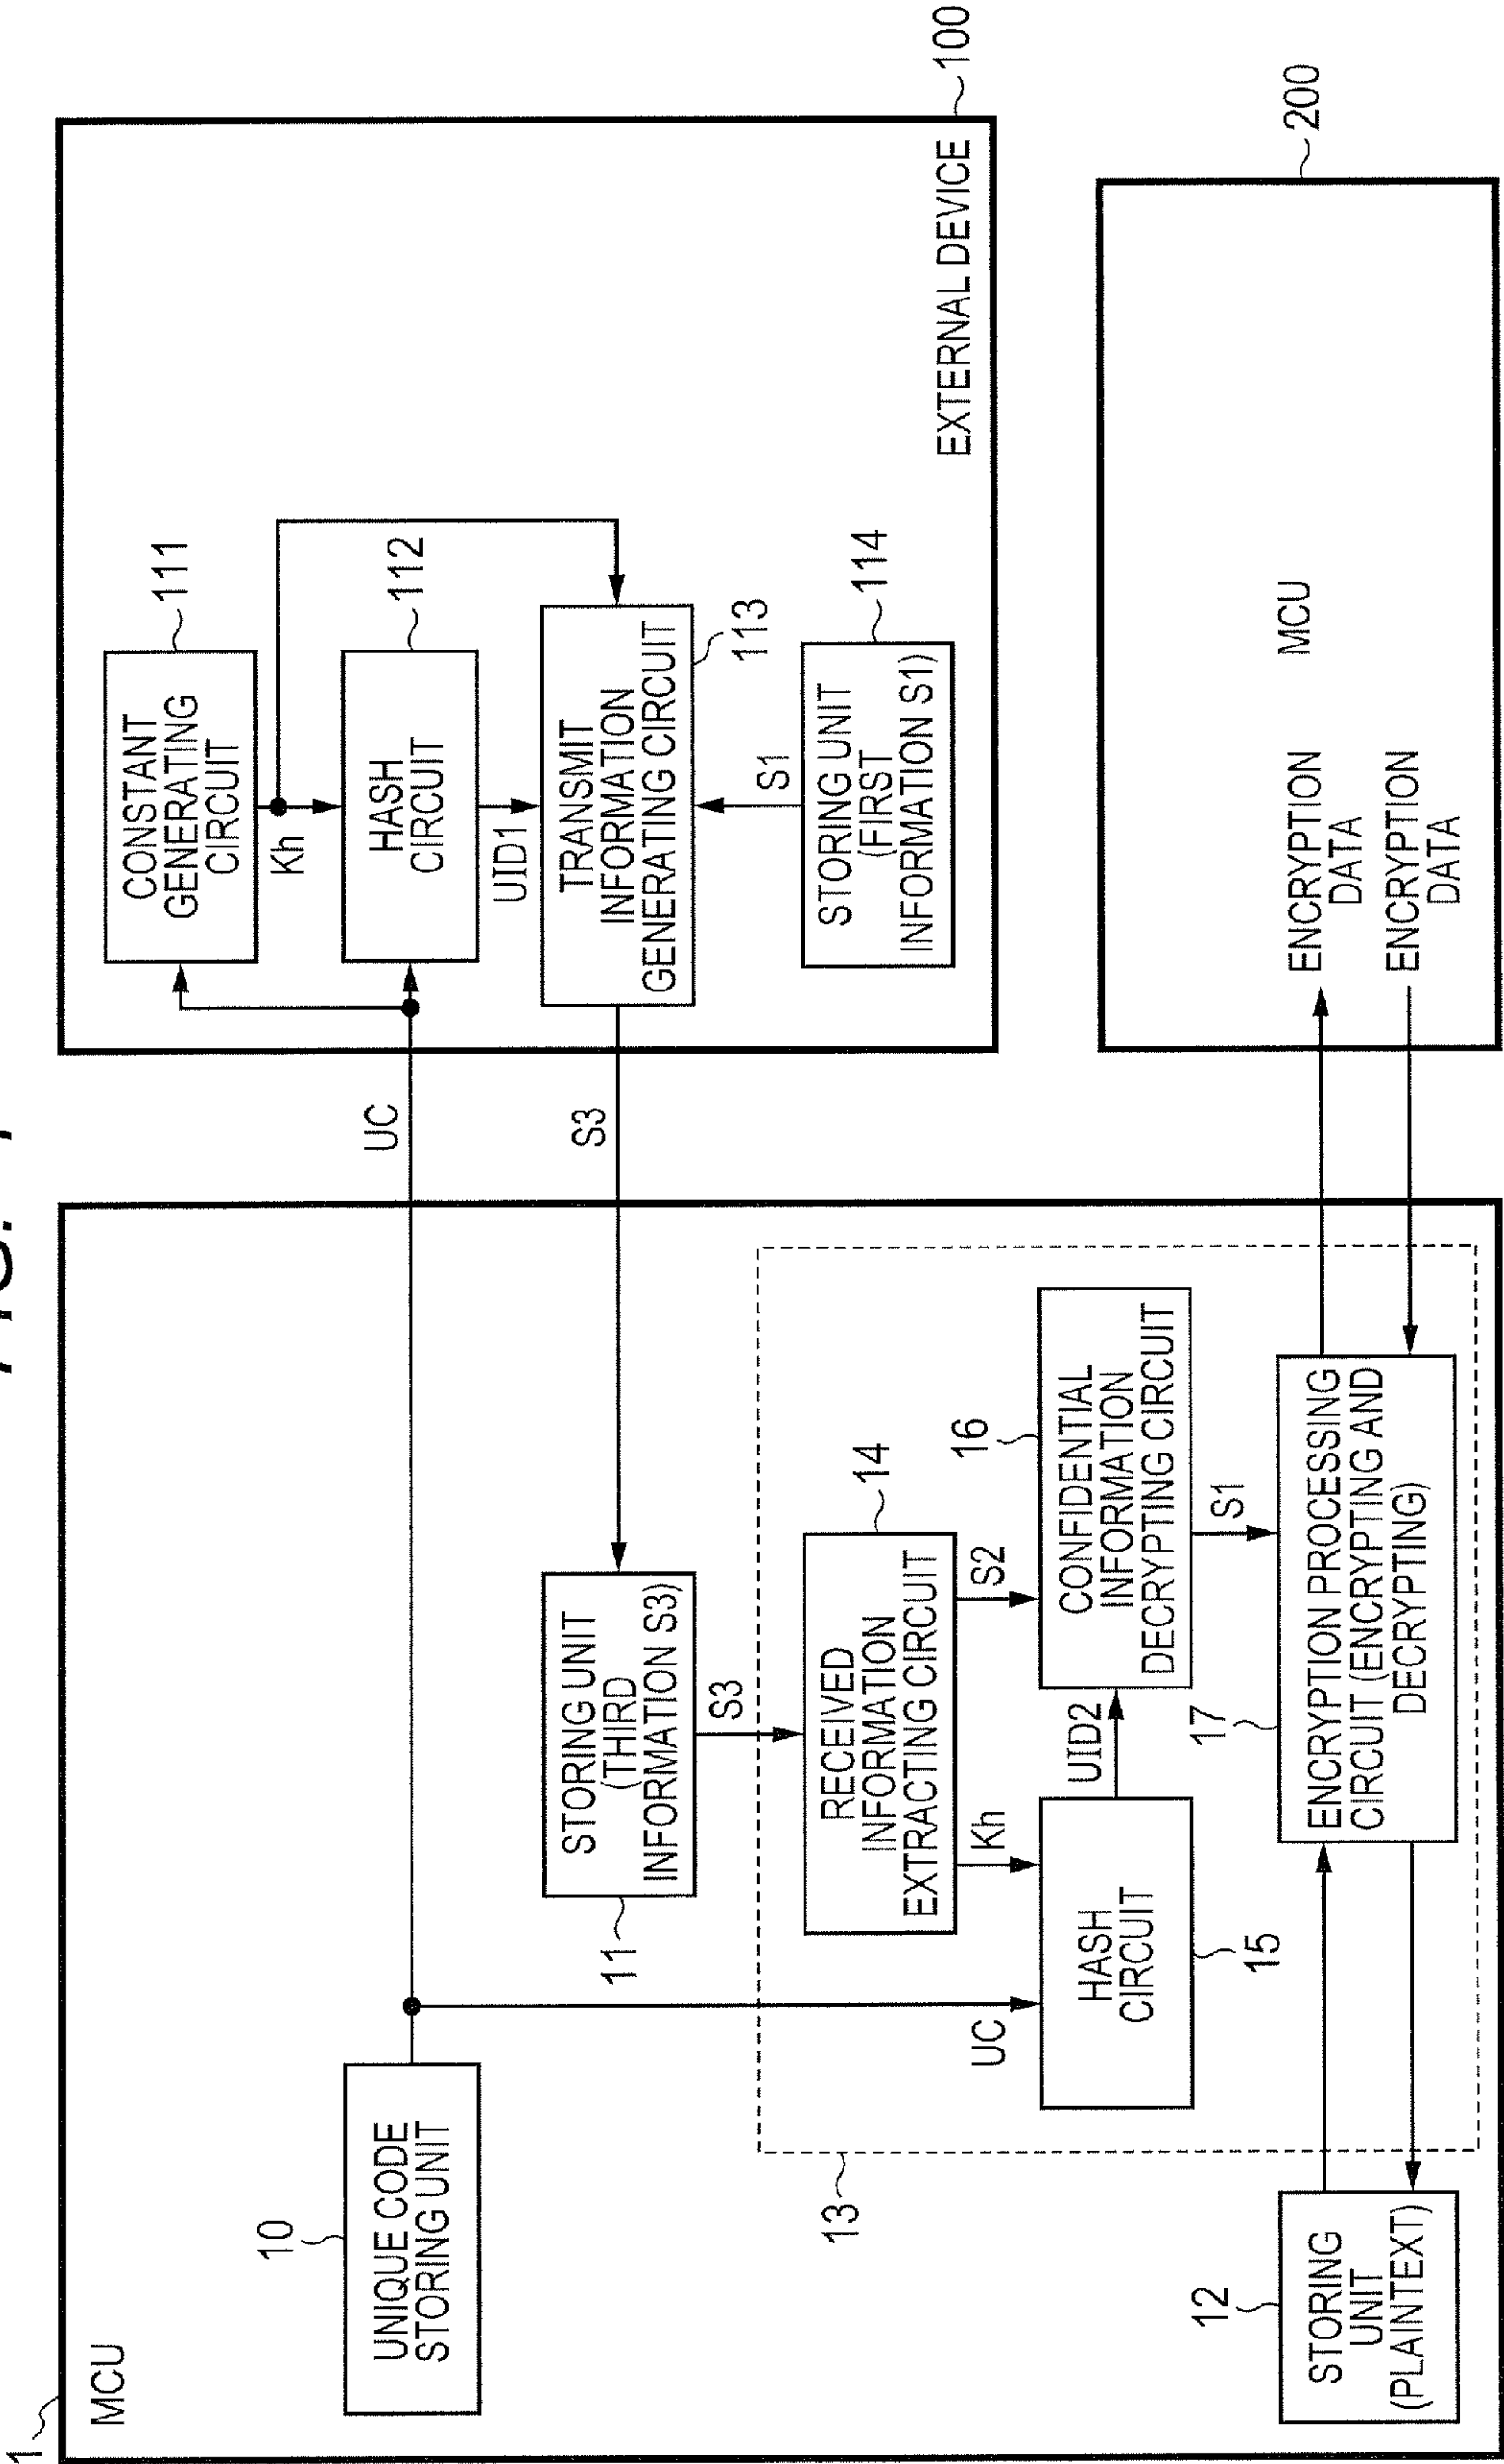 1
MCU
10
UNIQUE CODE
STORING UNIT
UC
11
STORING UNIT
(THIRD
INFORMATION S3)
S3
S3
13
14
RECEIVED
INFORMATION
EXTRACTING CIRCUIT
Kh
S2
UC
HASH
CIRCUIT
15
UID2
16
CONFIDENTIAL
INFORMATION
DECRYPTING CIRCUIT
S1
12
STORING
UNIT
(PLAINTEXT)
17
ENCRYPTION PROCESSING
CIRCUIT (ENCRYPTING AND
DECRYPTING)
100
EXTERNAL DEVICE
111
CONSTANT
GENERATING
CIRCUIT
Kh
112
HASH
CIRCUIT
UID1
113
TRANSMIT
INFORMATION
GENERATING CIRCUIT
S1
114
STORING UNIT
(FIRST
INFORMATION S1)
200
MCU
ENCRYPTION
DATA
ENCRYPTION
DATA